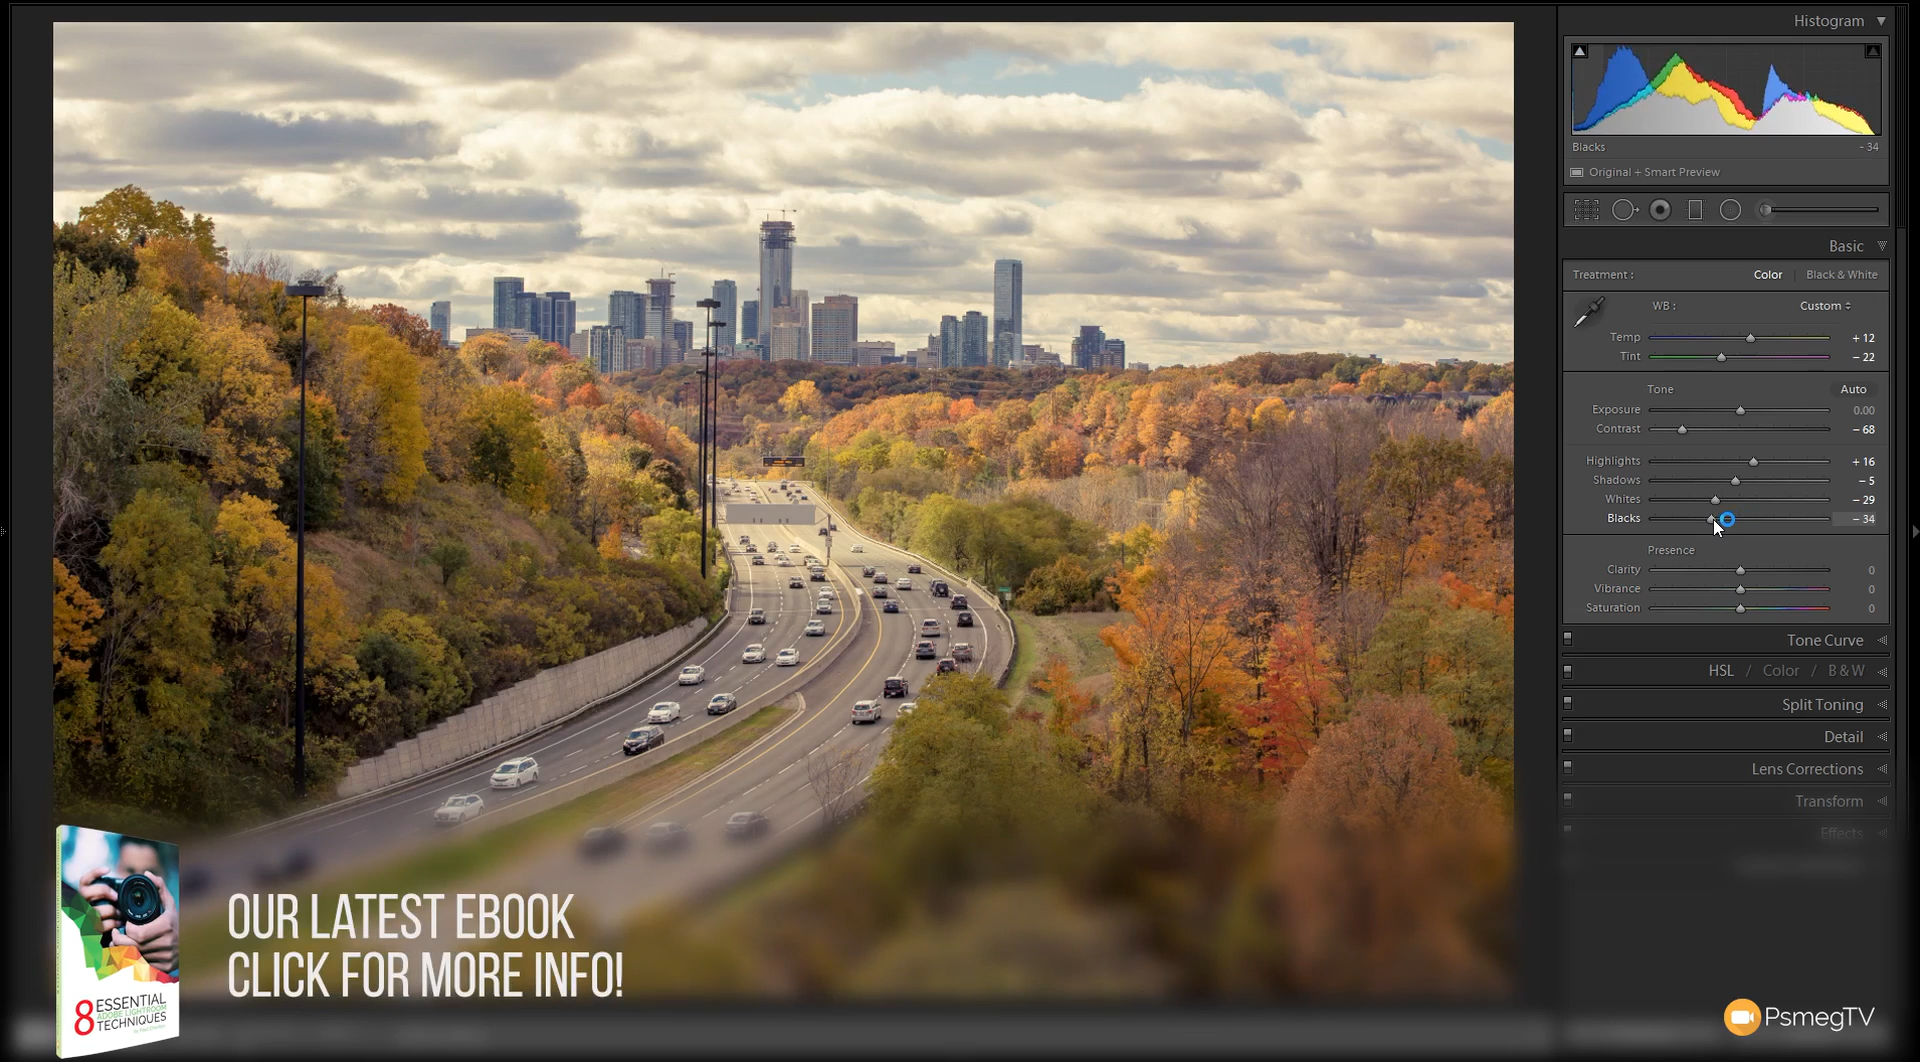 Histogram
Blacks - 34
Original + Smart Preview
Basic
Treatment : Color Black & White
WB : Custom
Temp + 12
Tint − 22
Tone Auto
Exposure 0.00
Contrast − 68
Highlights + 16
Shadows − 5
Whites − 29
Blacks − 34
Presence
Clarity 0
Vibrance 0
Saturation 0
Tone Curve
HSL / Color / B & W
Split Toning
Detail
Lens Corrections
Transform
Effects
OUR LATEST EBOOK
CLICK FOR MORE INFO!
8 ESSENTIAL
ADOBE LIGHTROOM
TECHNIQUES
PsmegTV